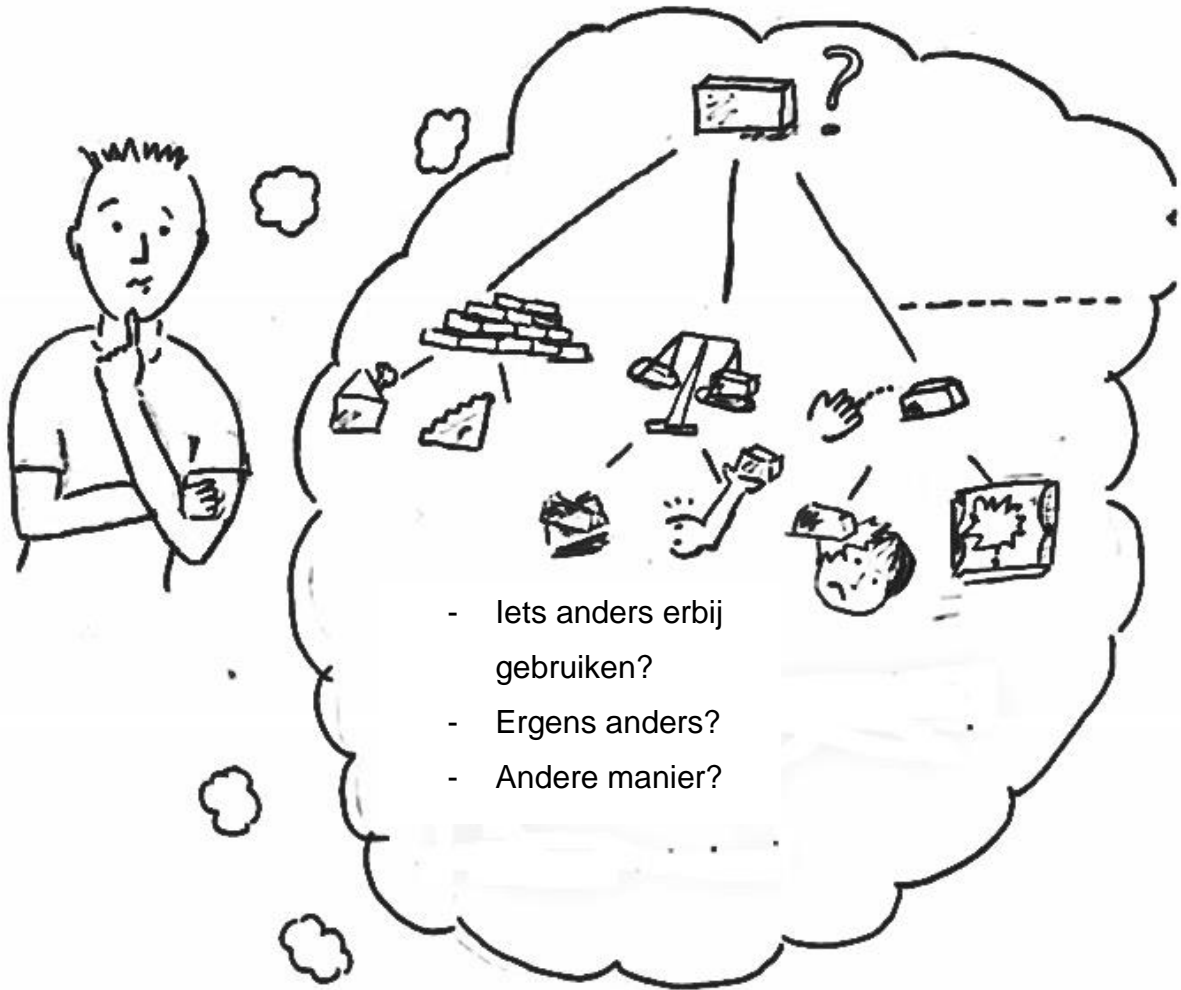 ?
- Iets anders erbij
gebruiken?
- Ergens anders?
- Andere manier?